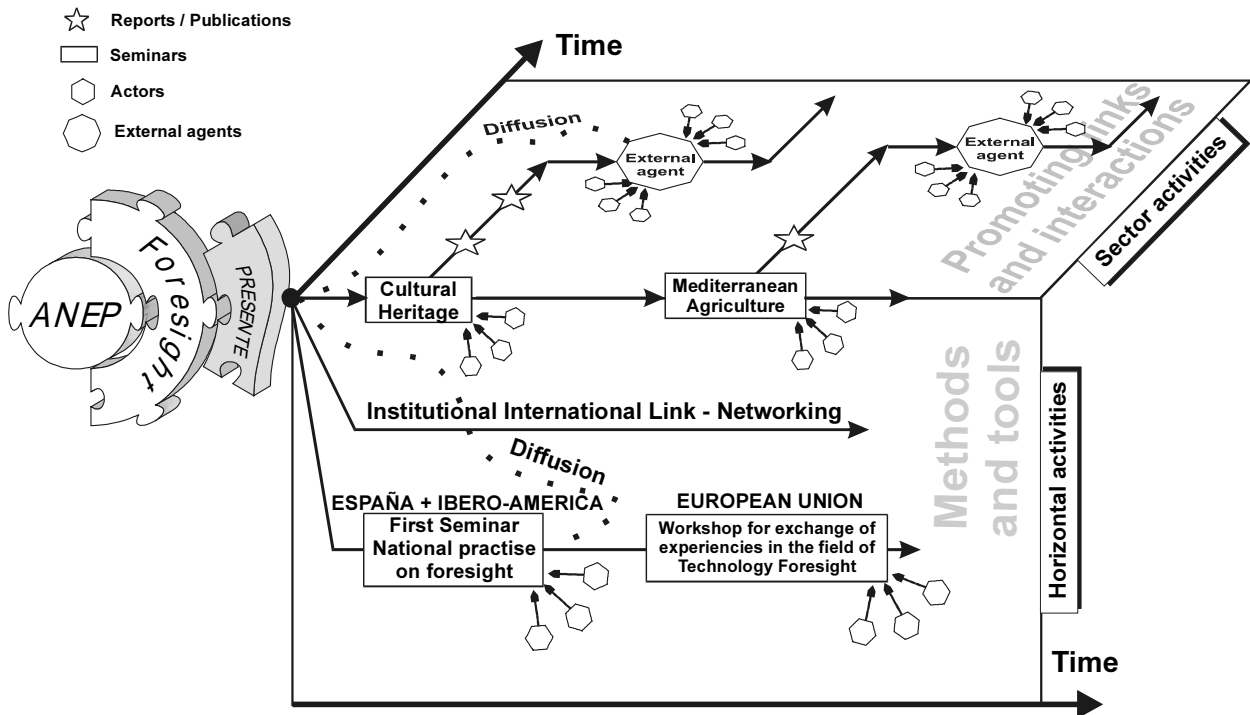 Reports / Publications
Seminars
Actors
External agents
Time
Diffusion
External
agent
External
agent
Promoting links
and interactions
Sector activities
ANEP
Foresight
PRESENTE
Cultural
Heritage
Mediterranean
Agriculture
Methods
and tools
Horizontal activities
Institutional International Link - Networking
Diffusion
ESPAÑA + IBERO-AMERICA
First Seminar
National practise
on foresight
EUROPEAN UNION
Workshop for exchange of
experiencies in the field of
Technology Foresight
Time